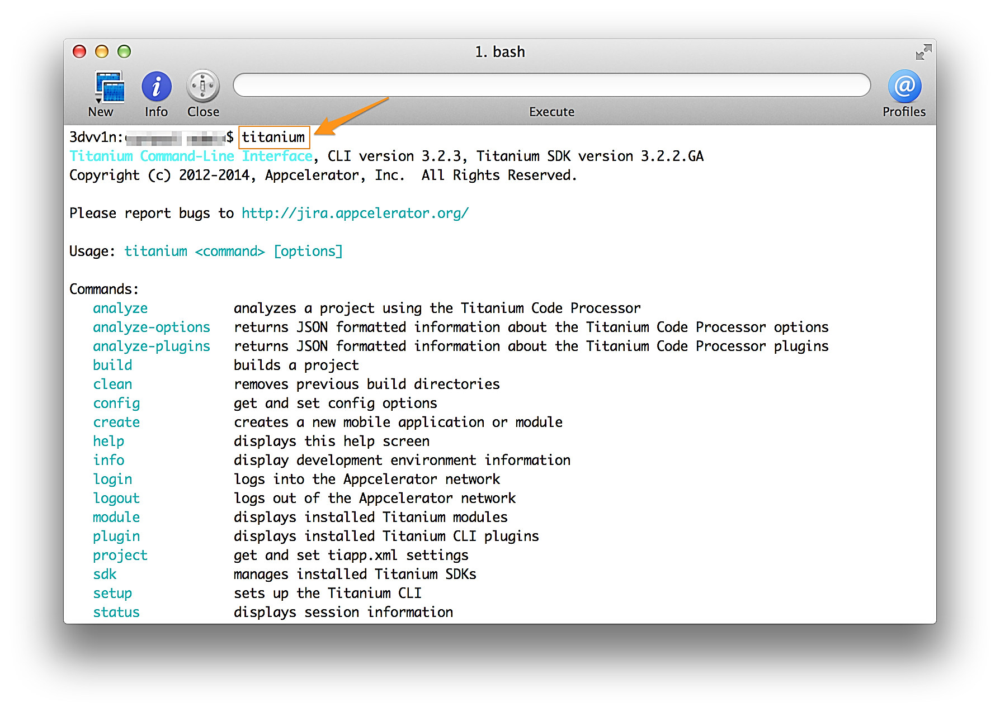 1. bash
New
Info
Close
Execute
Profiles
3dvv1n: $ titanium
Titanium Command-Line Interface, CLI version 3.2.3, Titanium SDK version 3.2.2.GA
Copyright (c) 2012-2014, Appcelerator, Inc.  All Rights Reserved.
Please report bugs to http://jira.appcelerator.org/
Usage: titanium <command> [options]
Commands:
analyze analyzes a project using the Titanium Code Processor
analyze-options returns JSON formatted information about the Titanium Code Processor options
analyze-plugins returns JSON formatted information about the Titanium Code Processor plugins
build builds a project
clean removes previous build directories
config get and set config options
create creates a new mobile application or module
help displays this help screen
info display development environment information
login logs into the Appcelerator network
logout logs out of the Appcelerator network
module displays installed Titanium modules
plugin displays installed Titanium CLI plugins
project get and set tiapp.xml settings
sdk manages installed Titanium SDKs
setup sets up the Titanium CLI
status displays session information